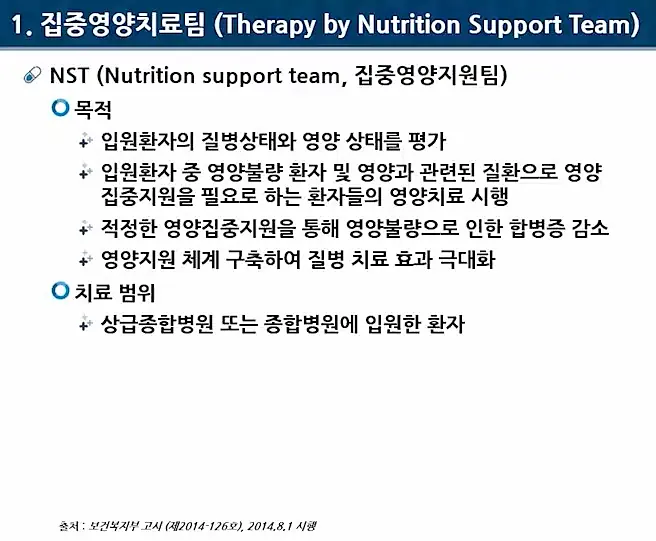 1. 집중영양치료팀 (Therapy by Nutrition Support Team)
NST (Nutrition support team, 집중영양지원팀)
목적
입원환자의 질병상태와 영양 상태를 평가
입원환자 중 영양불량 환자 및 영양과 관련된 질환으로 영양
집중지원을 필요로 하는 환자들의 영양치료 시행
적정한 영양집중지원을 통해 영양불량으로 인한 합병증 감소
영양지원 체계 구축하여 질병 치료 효과 극대화
치료 범위
상급종합병원 또는 종합병원에 입원한 환자
출처 : 보건복지부 고시 (제2014-126호), 2014.8.1 시행